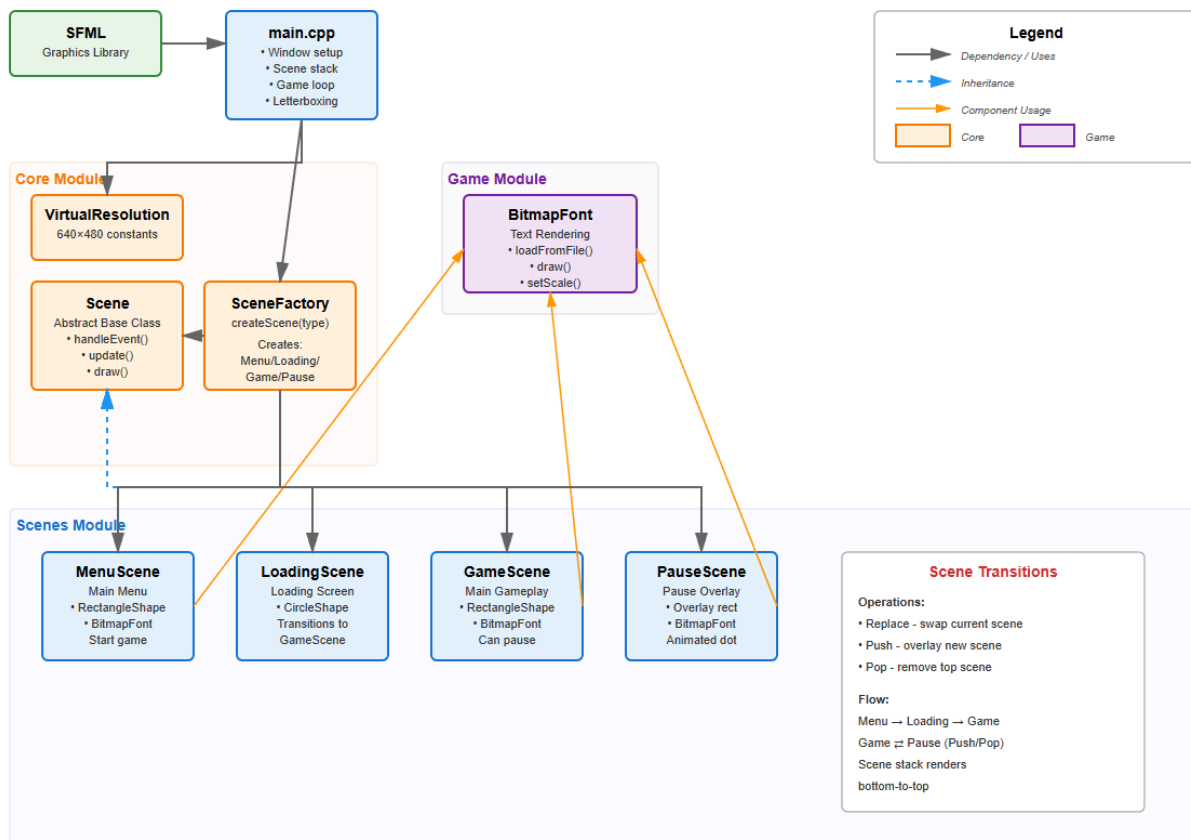 SFML
Graphics Library
main.cpp
• Window setup
• Scene stack
• Game loop
• Letterboxing
Legend
Dependency / Uses
Inheritance
Component Usage
Core
Game
Core Module
VirtualResolution
640×480 constants
Scene
Abstract Base Class
• handleEvent()
• update()
• draw()
SceneFactory
createScene(type)
Creates:
Menu/Loading/
Game/Pause
Game Module
BitmapFont
Text Rendering
• loadFromFile()
• draw()
• setScale()
Scenes Module
MenuScene
Main Menu
• RectangleShape
• BitmapFont
Start game
LoadingScene
Loading Screen
• CircleShape
Transitions to
GameScene
GameScene
Main Gameplay
• RectangleShape
• BitmapFont
Can pause
PauseScene
Pause Overlay
• Overlay rect
• BitmapFont
Animated dot
Scene Transitions
Operations:
• Replace - swap current scene
• Push - overlay new scene
• Pop - remove top scene
Flow:
Menu → Loading → Game
Game ⇄ Pause (Push/Pop)
Scene stack renders
bottom-to-top